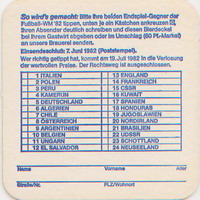 So wird's gemacht: Bitte Ihre beiden Endspiel-Gegner der
Fußball-WM '82 tippen, unten je ein Kästchen ankreuzen ☒,
Ihren Absender deutlich schreiben und diesen Bierdeckel
bei Ihrem Gastwirt abgeben oder im Umschlag (60 Pf.-Marke)
an unsere Brauerei senden.
Einsendeschluß: 7. Juni 1982 (Poststempel).
Wer richtig getippt hat, kommt am 19. Juli 1982 in die Verlosung
der wertvollen Preise. Der Rechtsweg ist ausgeschlossen.
1 ITALIEN 13 ENGLAND
2 POLEN 14 FRANKREICH
3 PERU 15 CSSR
4 KAMERUN 16 KUWAIT
5 DEUTSCHLAND 17 SPANIEN
6 ALGERIEN 18 HONDURAS
7 CHILE 19 JUGOSLAWIEN
8 ÖSTERREICH 20 NORDIRLAND
9 ARGENTINIEN 21 BRASILIEN
10 BELGIEN 22 UDSSR
11 UNGARN 23 SCHOTTLAND
12 EL SALVADOR 24 NEUSEELAND
Name Vorname Alter
Straße/Nr. PLZ/Wohnort